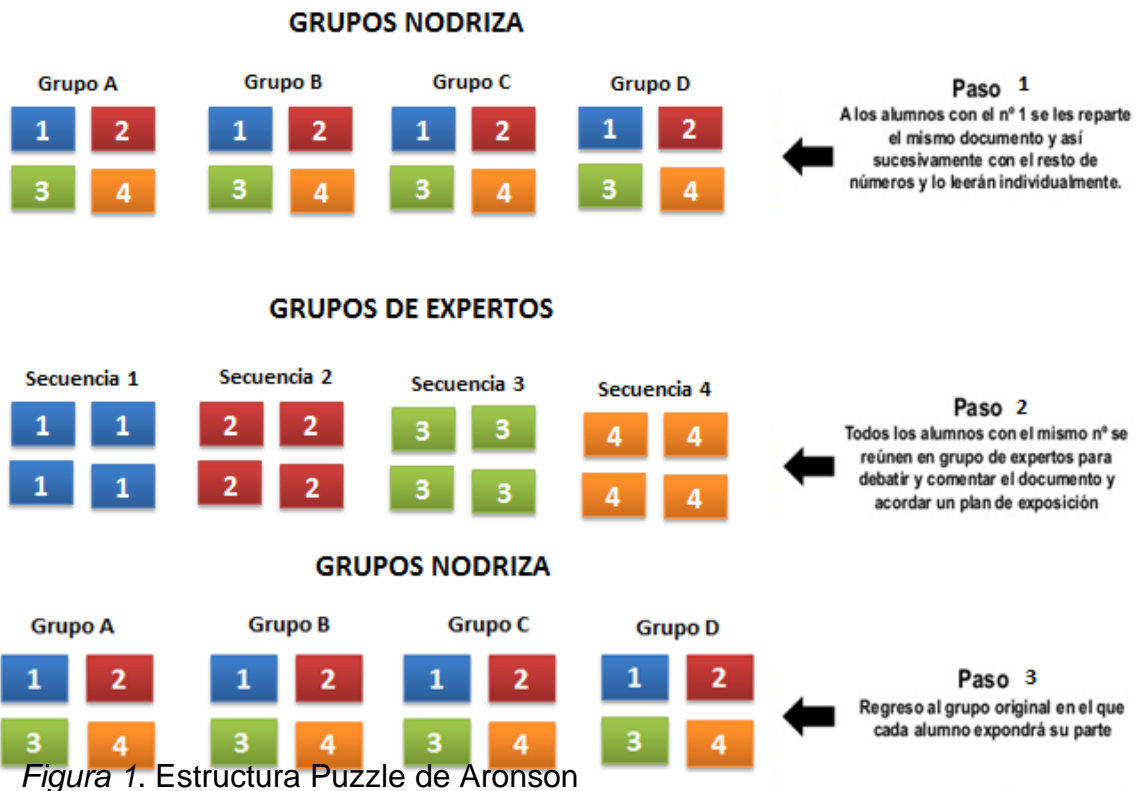 GRUPOS NODRIZA
Grupo A Grupo B Grupo C Grupo D
1 2 1 2 1 2 1 2
3 4 3 4 3 4 3 4
Paso 1
A los alumnos con el nº 1 se les reparte
el mismo documento y así
sucesivamente con el resto de
números y lo leerán individualmente.
GRUPOS DE EXPERTOS
Secuencia 1 Secuencia 2 Secuencia 3 Secuencia 4
1 1 2 2 3 3 4 4
1 1 2 2 3 3 4 4
Paso 2
Todos los alumnos con el mismo nº se
reúnen en grupo de expertos para
debatir y comentar el documento y
acordar un plan de exposición
GRUPOS NODRIZA
Grupo A Grupo B Grupo C Grupo D
1 2 1 2 1 2 1 2
3 4 3 4 3 4 3 4
Paso 3
Regreso al grupo original en el que
cada alumno expondrá su parte
Figura 1. Estructura Puzzle de Aronson